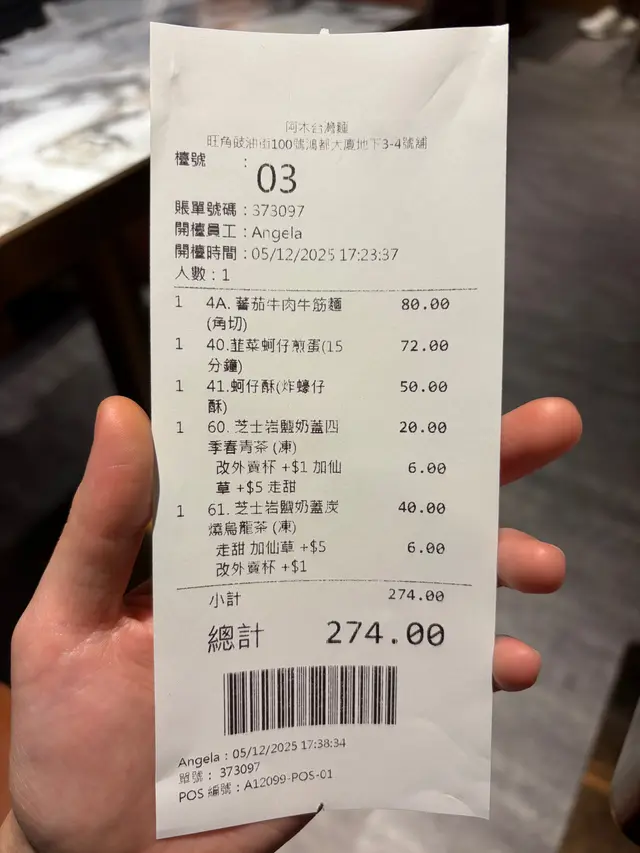 阿木台灣麵
旺角豉油街100號鴻都大廈地下3-4號舖
檯號 : 03
賬單號碼 : 373097
開檯員工 : Angela
開檯時間 : 05/12/2025 17:23:37
人數 : 1
1 4A. 蕃茄牛肉牛筋麵 80.00
(角切)
1 40.韭菜蚵仔煎蛋(15 72.00
分鐘)
1 41.蚵仔酥(炸蠔仔 50.00
酥)
1 60. 芝士岩鹽奶蓋四 20.00
季春青茶 (凍)
改外賣杯 +$1 加仙 6.00
草 +$5 走甜
1 61. 芝士岩鹽奶蓋炭 40.00
燒烏龍茶 (凍)
走甜 加仙草 +$5 6.00
改外賣杯 +$1
小計 274.00
總計 274.00
Angela : 05/12/2025 17:38:34
單號 : 373097
POS 編號 : A12099-POS-01